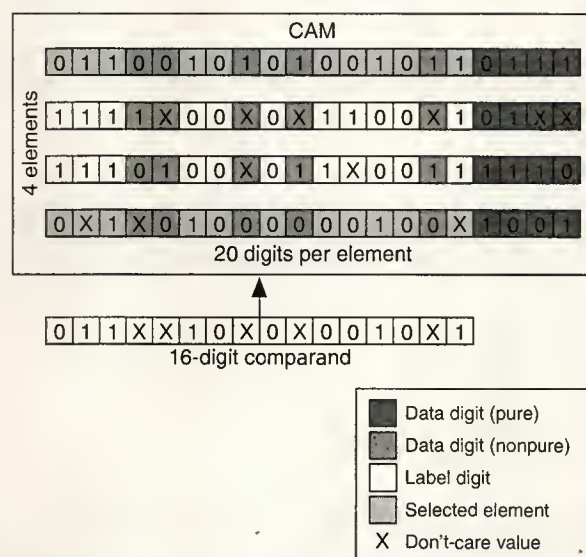 CAM
0 1 1 0 0 1 0 1 0 1 0 0 1 0 1 1 0 1 1 1
1 1 1 1 X 0 0 X 0 X 1 1 0 0 X 1 0 1 X X
1 1 1 0 1 0 0 X 0 1 1 X 0 0 1 1 1 1 1 0
0 X 1 X 0 1 0 0 0 0 0 0 1 0 0 X 1 0 0 1
4 elements
20 digits per element
0 1 1 X X 1 0 X 0 X 0 0 1 0 X 1
16-digit comparand
Data digit (pure)
Data digit (nonpure)
Label digit
Selected element
X Don't-care value